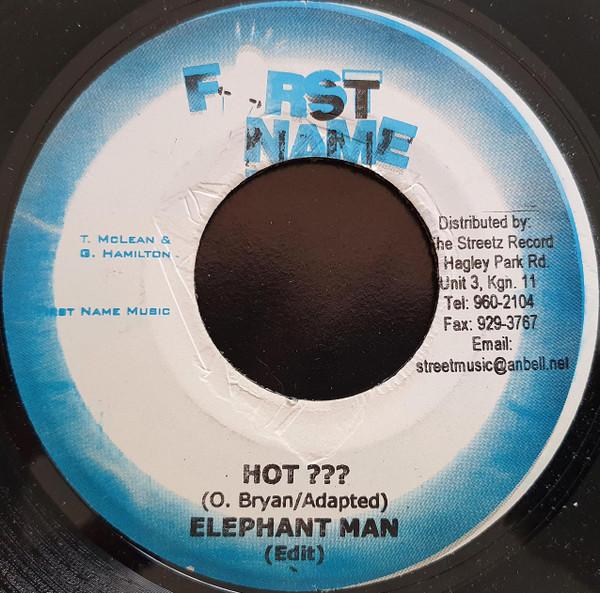 F RST
NAME
T. McLEAN &
G. HAMILTON
RST NAME MUSIC
Distributed by:
he Streetz Record
Hagley Park Rd.
Unit 3, Kgn. 11
Tel: 960-2104
Fax: 929-3767
Email:
streetmusic@anbell.net
HOT ???
(O. Bryan/Adapted)
ELEPHANT MAN
(Edit)